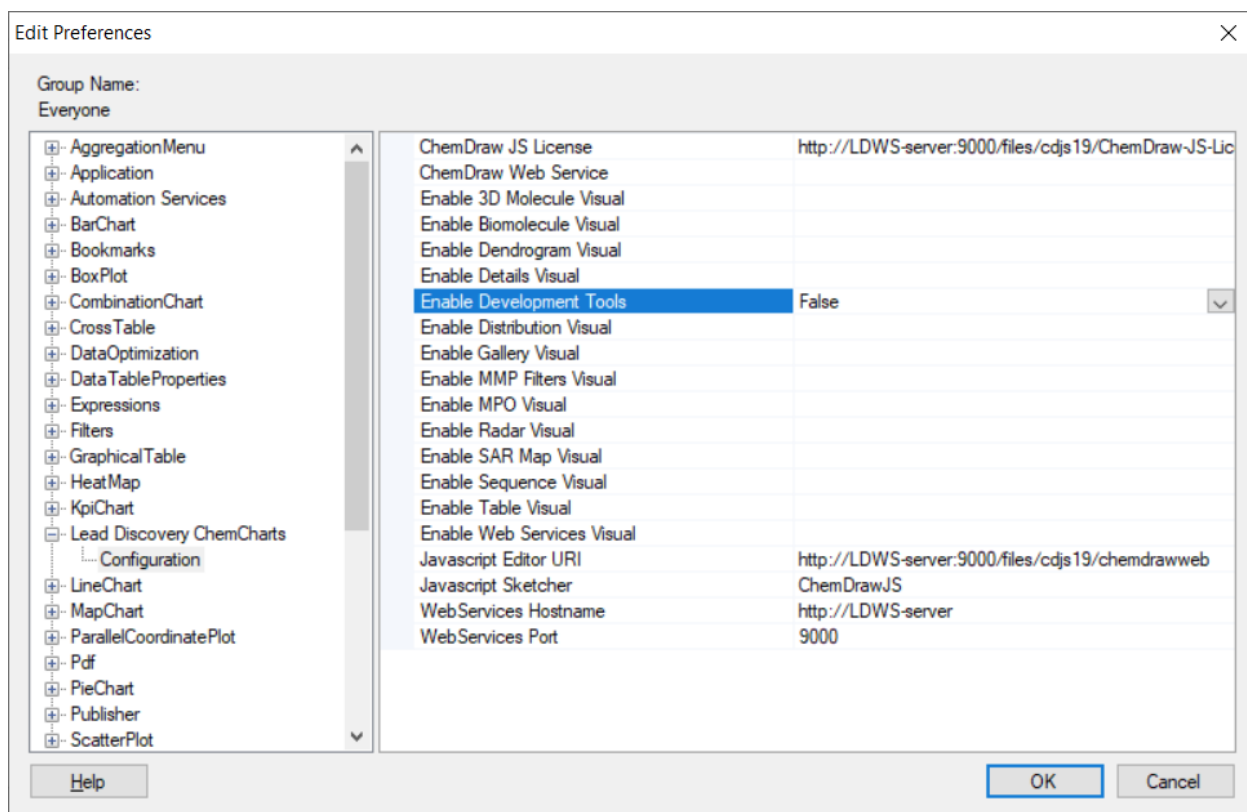 Edit Preferences
Group Name:
Everyone
AggregationMenu
Application
Automation Services
BarChart
Bookmarks
BoxPlot
CombinationChart
CrossTable
DataOptimization
DataTableProperties
Expressions
Filters
GraphicalTable
HeatMap
KpiChart
Lead Discovery ChemCharts
Configuration
LineChart
MapChart
ParallelCoordinatePlot
Pdf
PieChart
Publisher
ScatterPlot
ChemDraw JS License http://LDWS-server:9000/files/cdjs19/ChemDraw-JS-Lic
ChemDraw Web Service
Enable 3D Molecule Visual
Enable Biomolecule Visual
Enable Dendrogram Visual
Enable Details Visual
Enable Development Tools False
Enable Distribution Visual
Enable Gallery Visual
Enable MMP Filters Visual
Enable MPO Visual
Enable Radar Visual
Enable SAR Map Visual
Enable Sequence Visual
Enable Table Visual
Enable Web Services Visual
Javascript Editor URI http://LDWS-server:9000/files/cdjs19/chemdrawweb
Javascript Sketcher ChemDrawJS
WebServices Hostname http://LDWS-server
WebServices Port 9000
Help OK Cancel